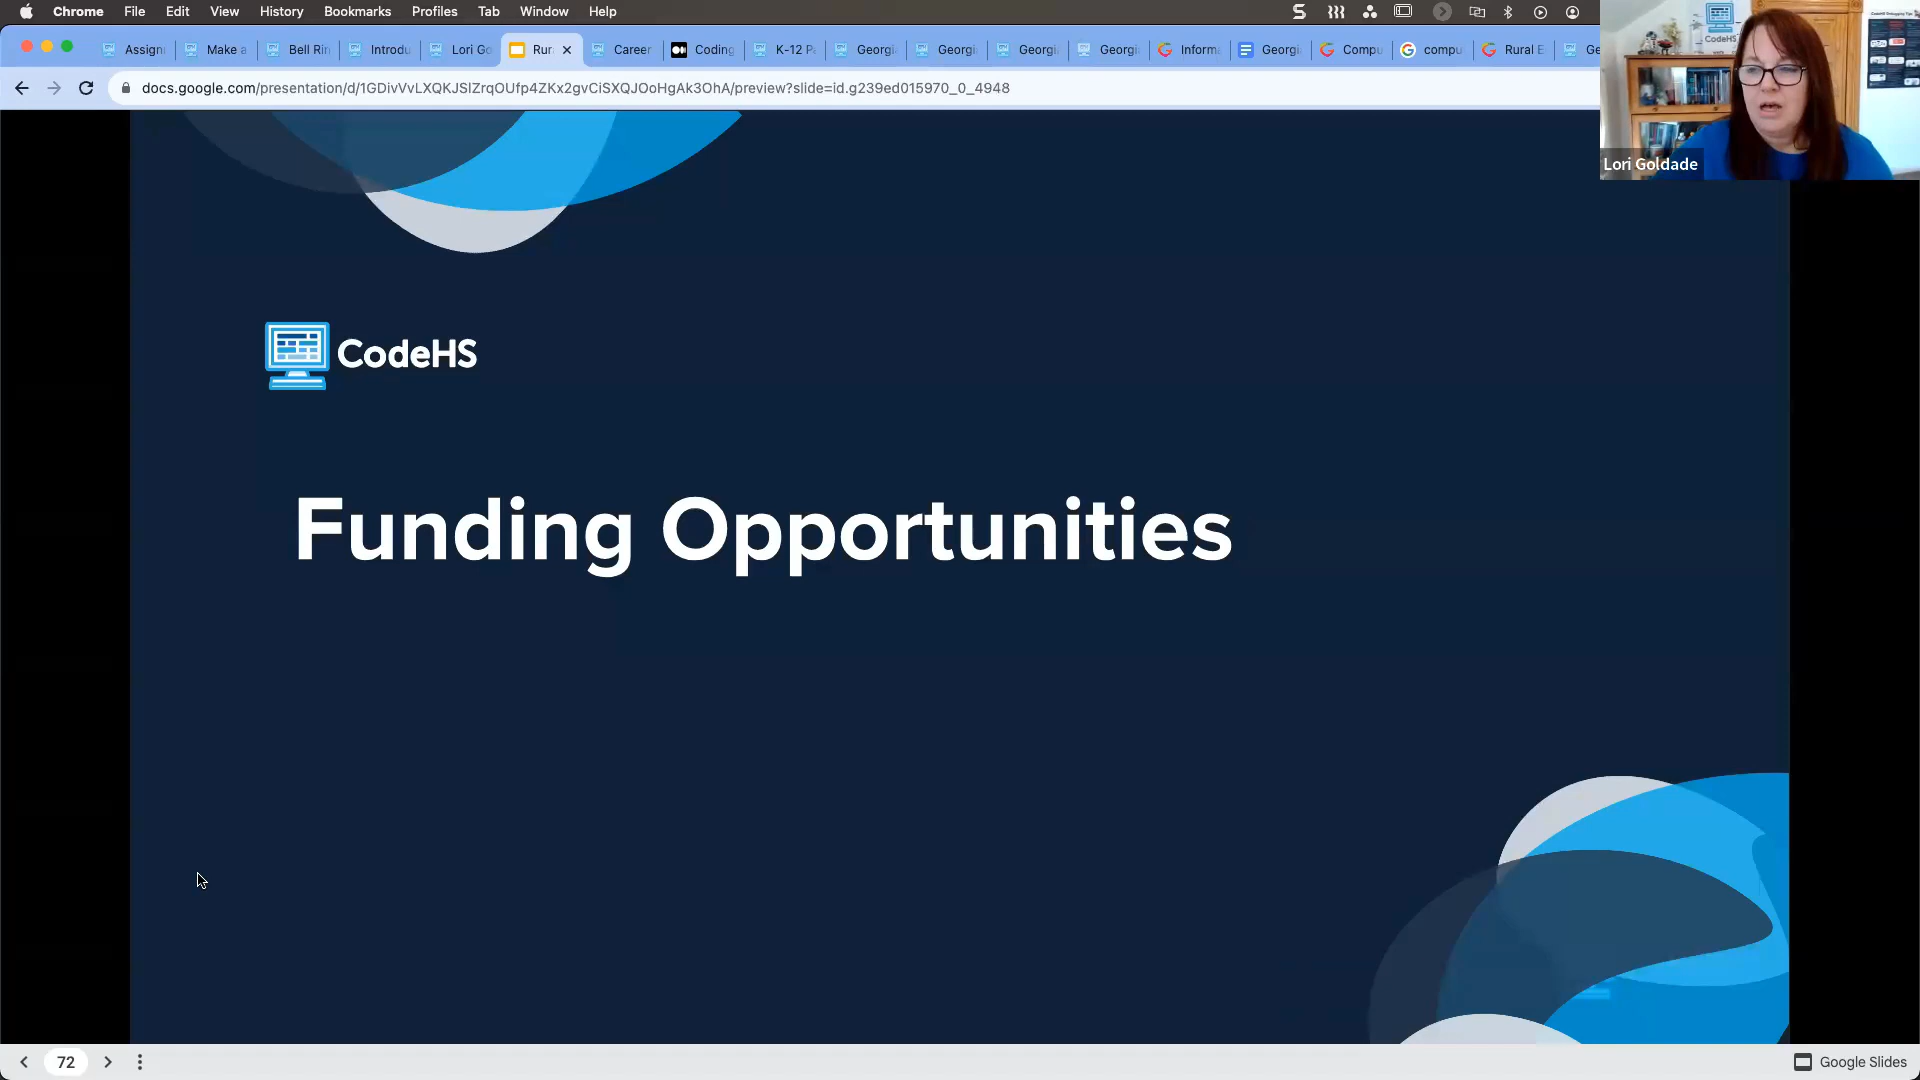 Chrome File Edit View History Bookmarks Profiles Tab Window Help
Assign Make a Bell Rin Introdu Lori Go Rur Career Coding K-12 P Georgi Georgi Georgi Georgi Inform Georgi Compu compu Rural E Ge
docs.google.com/presentation/d/1GDivVvLXQKJSlZrqOUfp4ZKx2gvCiSXQJOoHgAk3OhA/preview?slide=id.g239ed015970_0_4948
CodeHS
Lori Goldade
CodeHS
Funding Opportunities
72
Google Slides